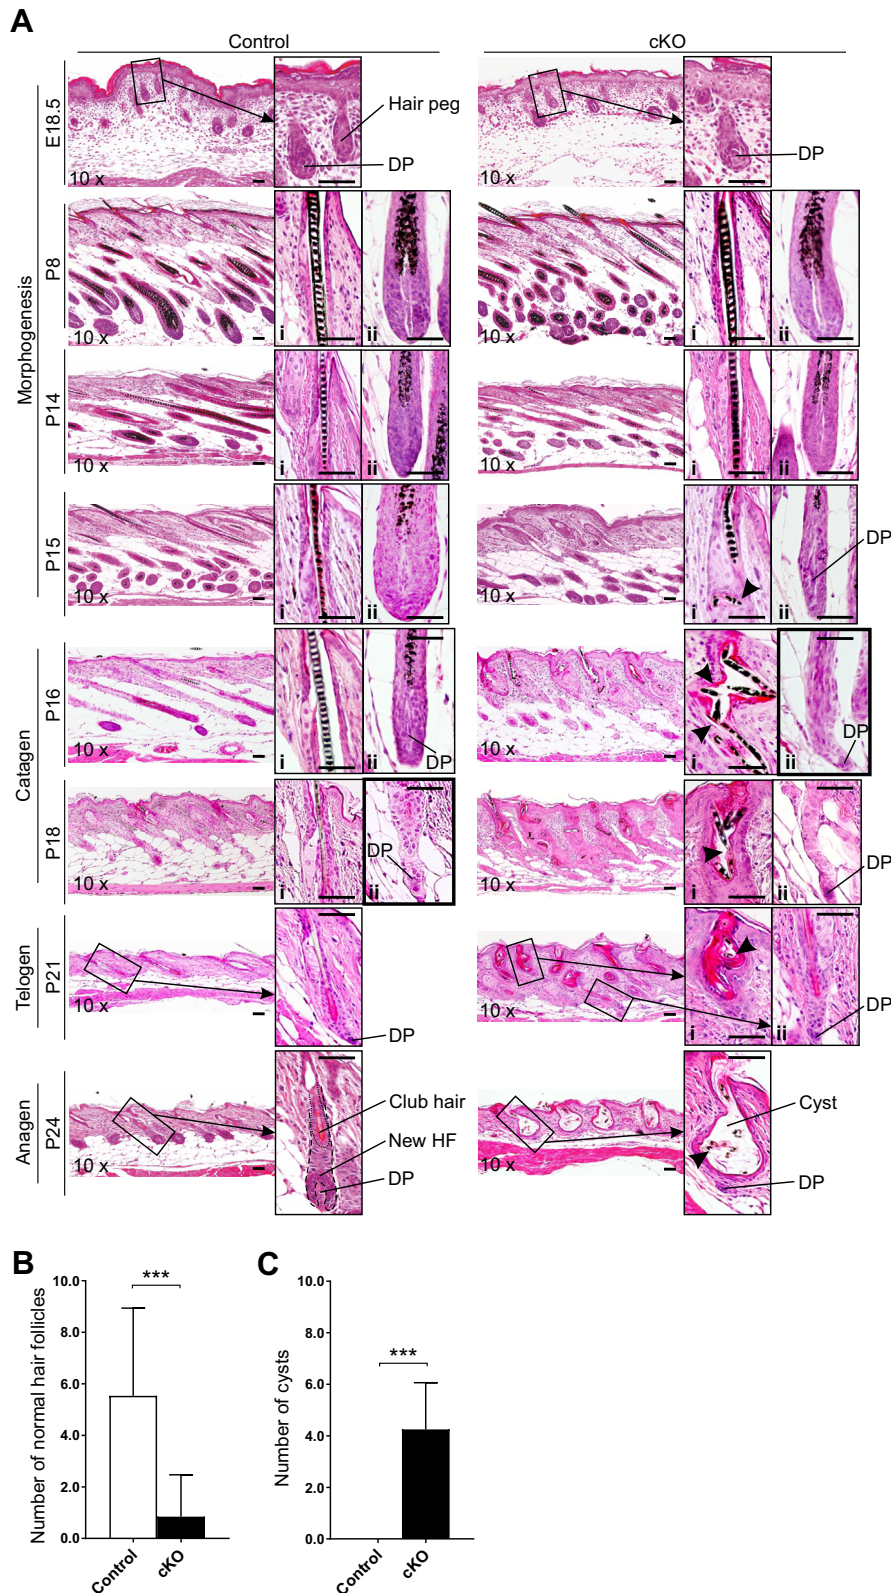 A
Control cKO
Morphogenesis
Catagen
Telogen
Anagen
E18.5
10 x
Hair peg
DP
10 x
DP
P8
10 x
i ii
10 x
i ii
P14
10 x
i ii
10 x
i ii
P15
10 x
i ii
10 x
i ii
DP
P16
10 x
i ii
DP
10 x
i ii
DP
P18
10 x
i ii
DP
10 x
i ii
DP
P21
10 x
DP
10 x
i ii
DP
P24
10 x
Club hair
New HF
DP
10 x
Cyst
DP
B
Number of normal hair follicles
10.0
8.0
6.0
4.0
2.0
0.0
***
Control
cKO
C
Number of cysts
10.0
8.0
6.0
4.0
2.0
0.0
***
Control
cKO